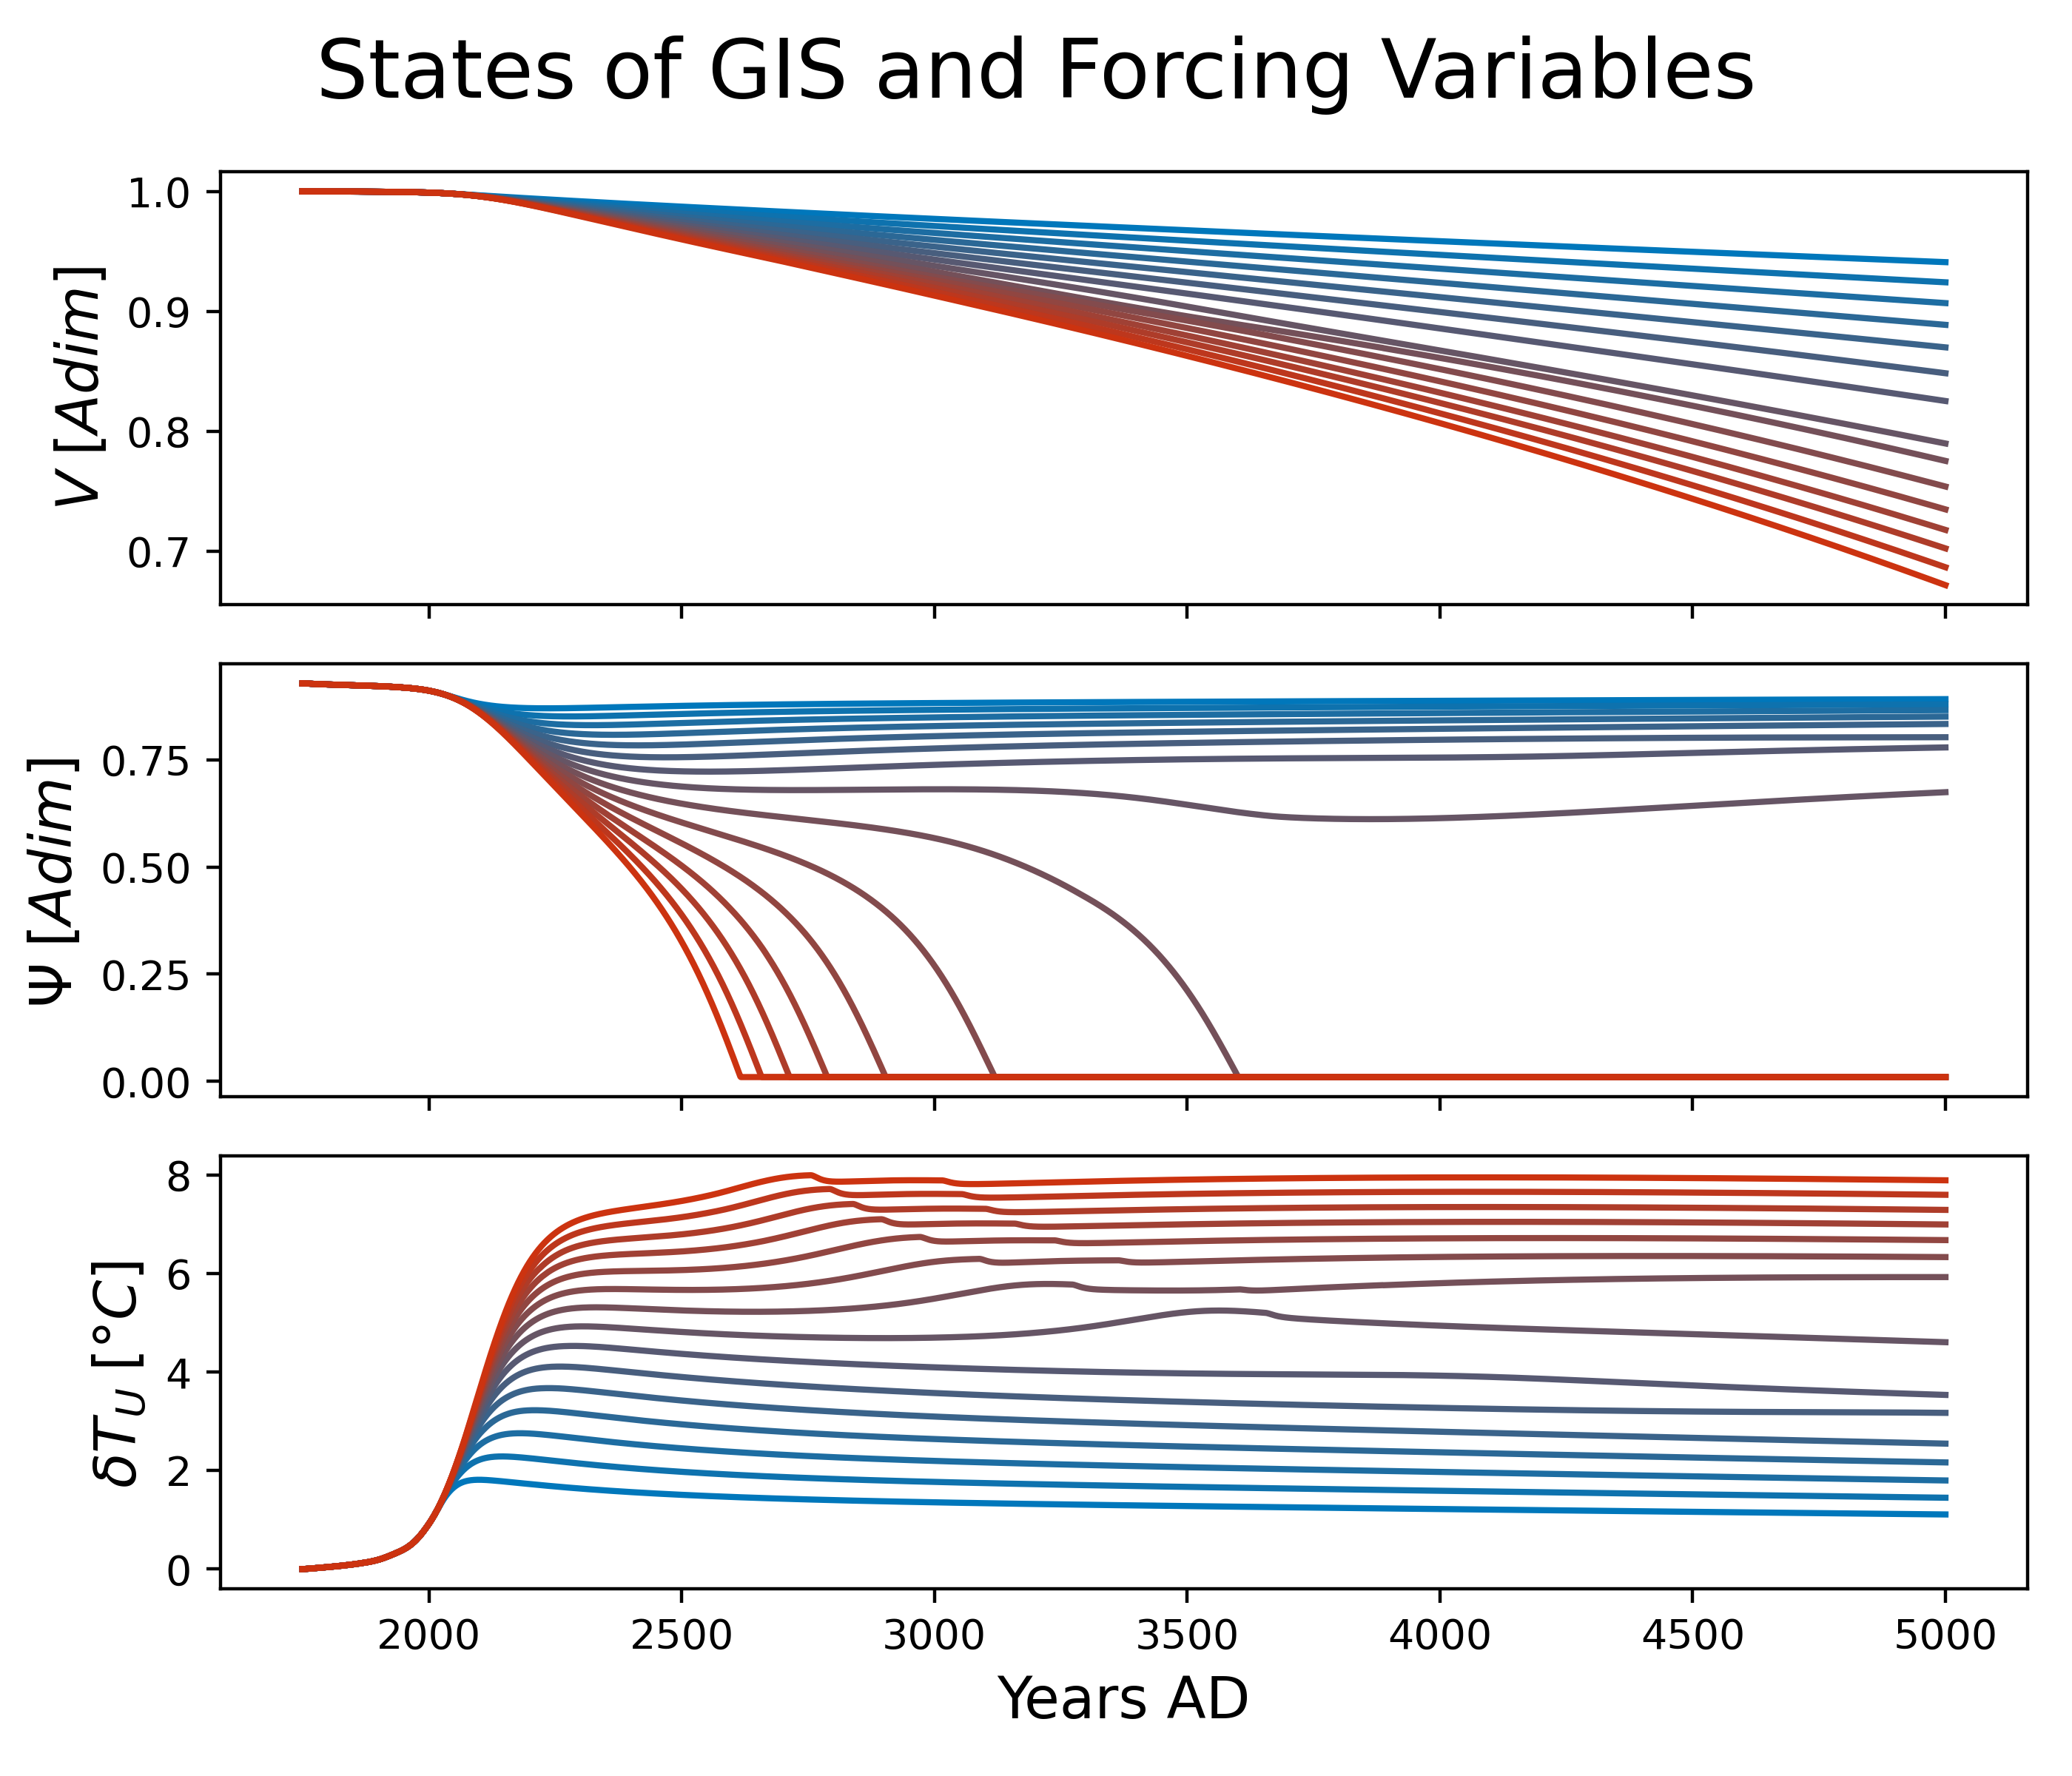 States of GIS and Forcing Variables
V [Adim]
1.0
0.9
0.8
0.7
Ψ [Adim]
0.75
0.50
0.25
0.00
δT_U [°C]
8
6
4
2
0
2000 2500 3000 3500 4000 4500 5000
Years AD